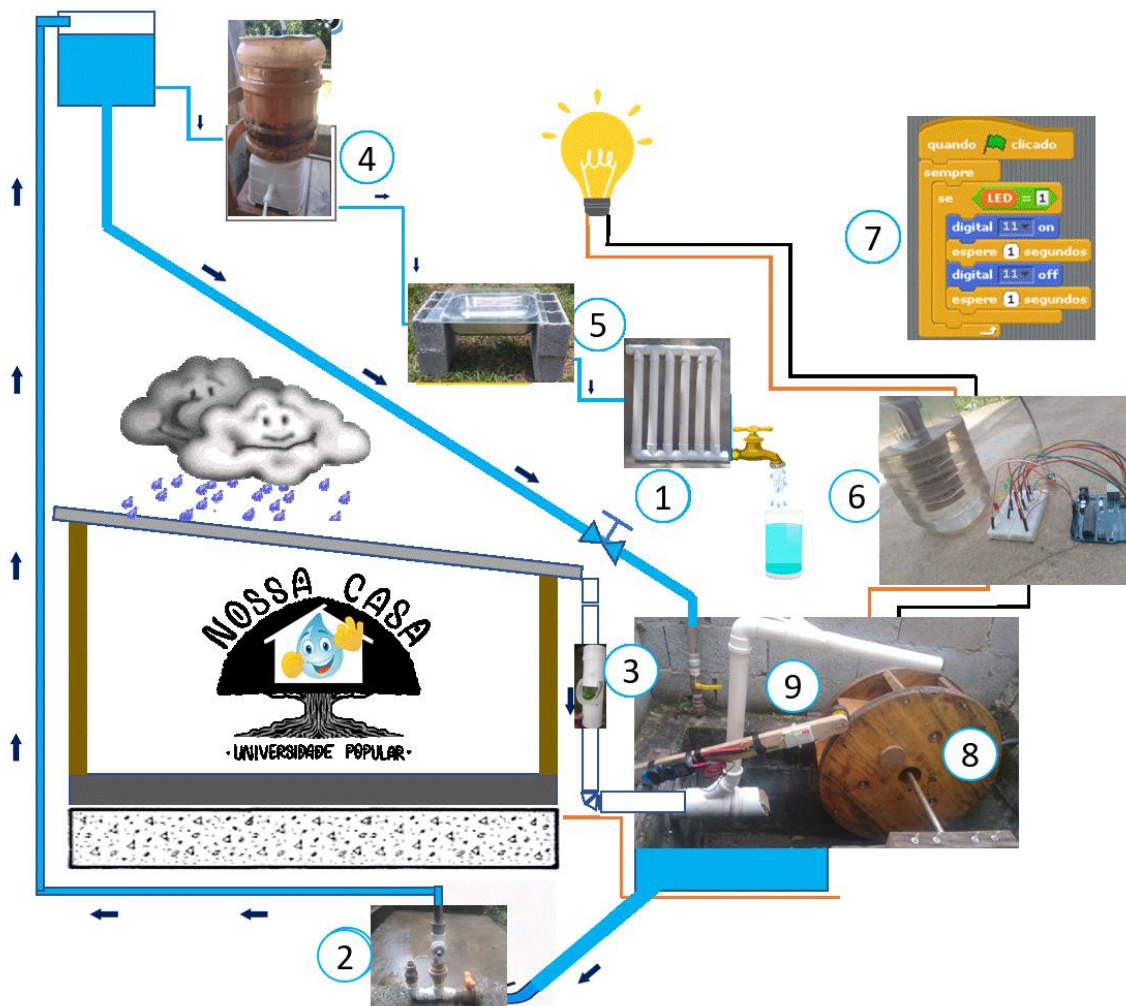 4
quando clicado
sempre
se LED = 1
digital 11 on
espere 1 segundos
digital 11 off
espere 1 segundos
7
5
1
6
NOSSA CASA
·UNIVERSIDADE POPULAR·
3
9
8
2